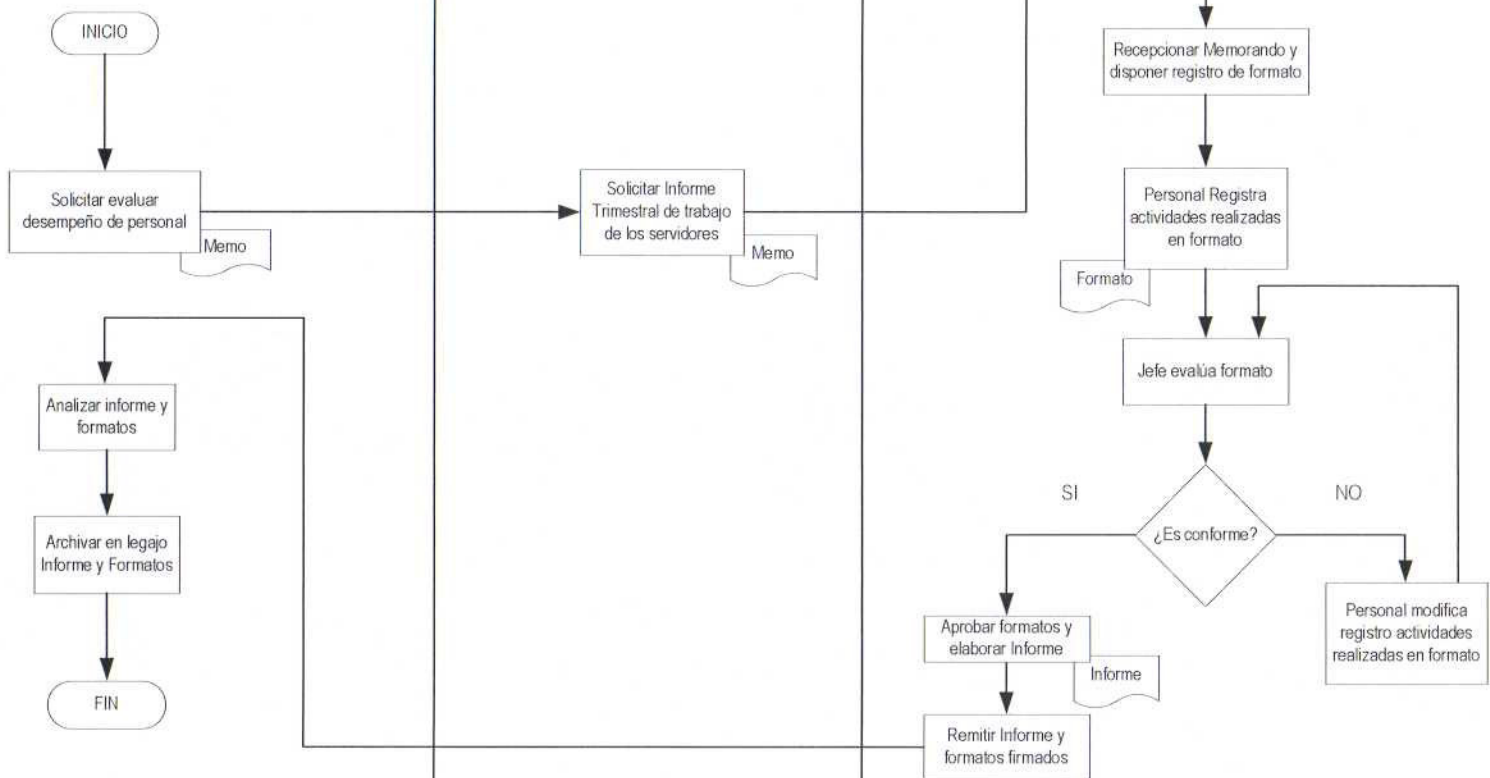 INICIO
Solicitar evaluar
desempeño de personal
Memo
Solicitar Informe
Trimestral de trabajo
de los servidores
Memo
Recepcionar Memorando y
disponer registro de formato
Personal Registra
actividades realizadas
en formato
Formato
Jefe evalúa formato
¿Es conforme?
SI
NO
Personal modifica
registro actividades
realizadas en formato
Aprobar formatos y
elaborar Informe
Informe
Remitir Informe y
formatos firmados
Analizar informe y
formatos
Archivar en legajo
Informe y Formatos
FIN